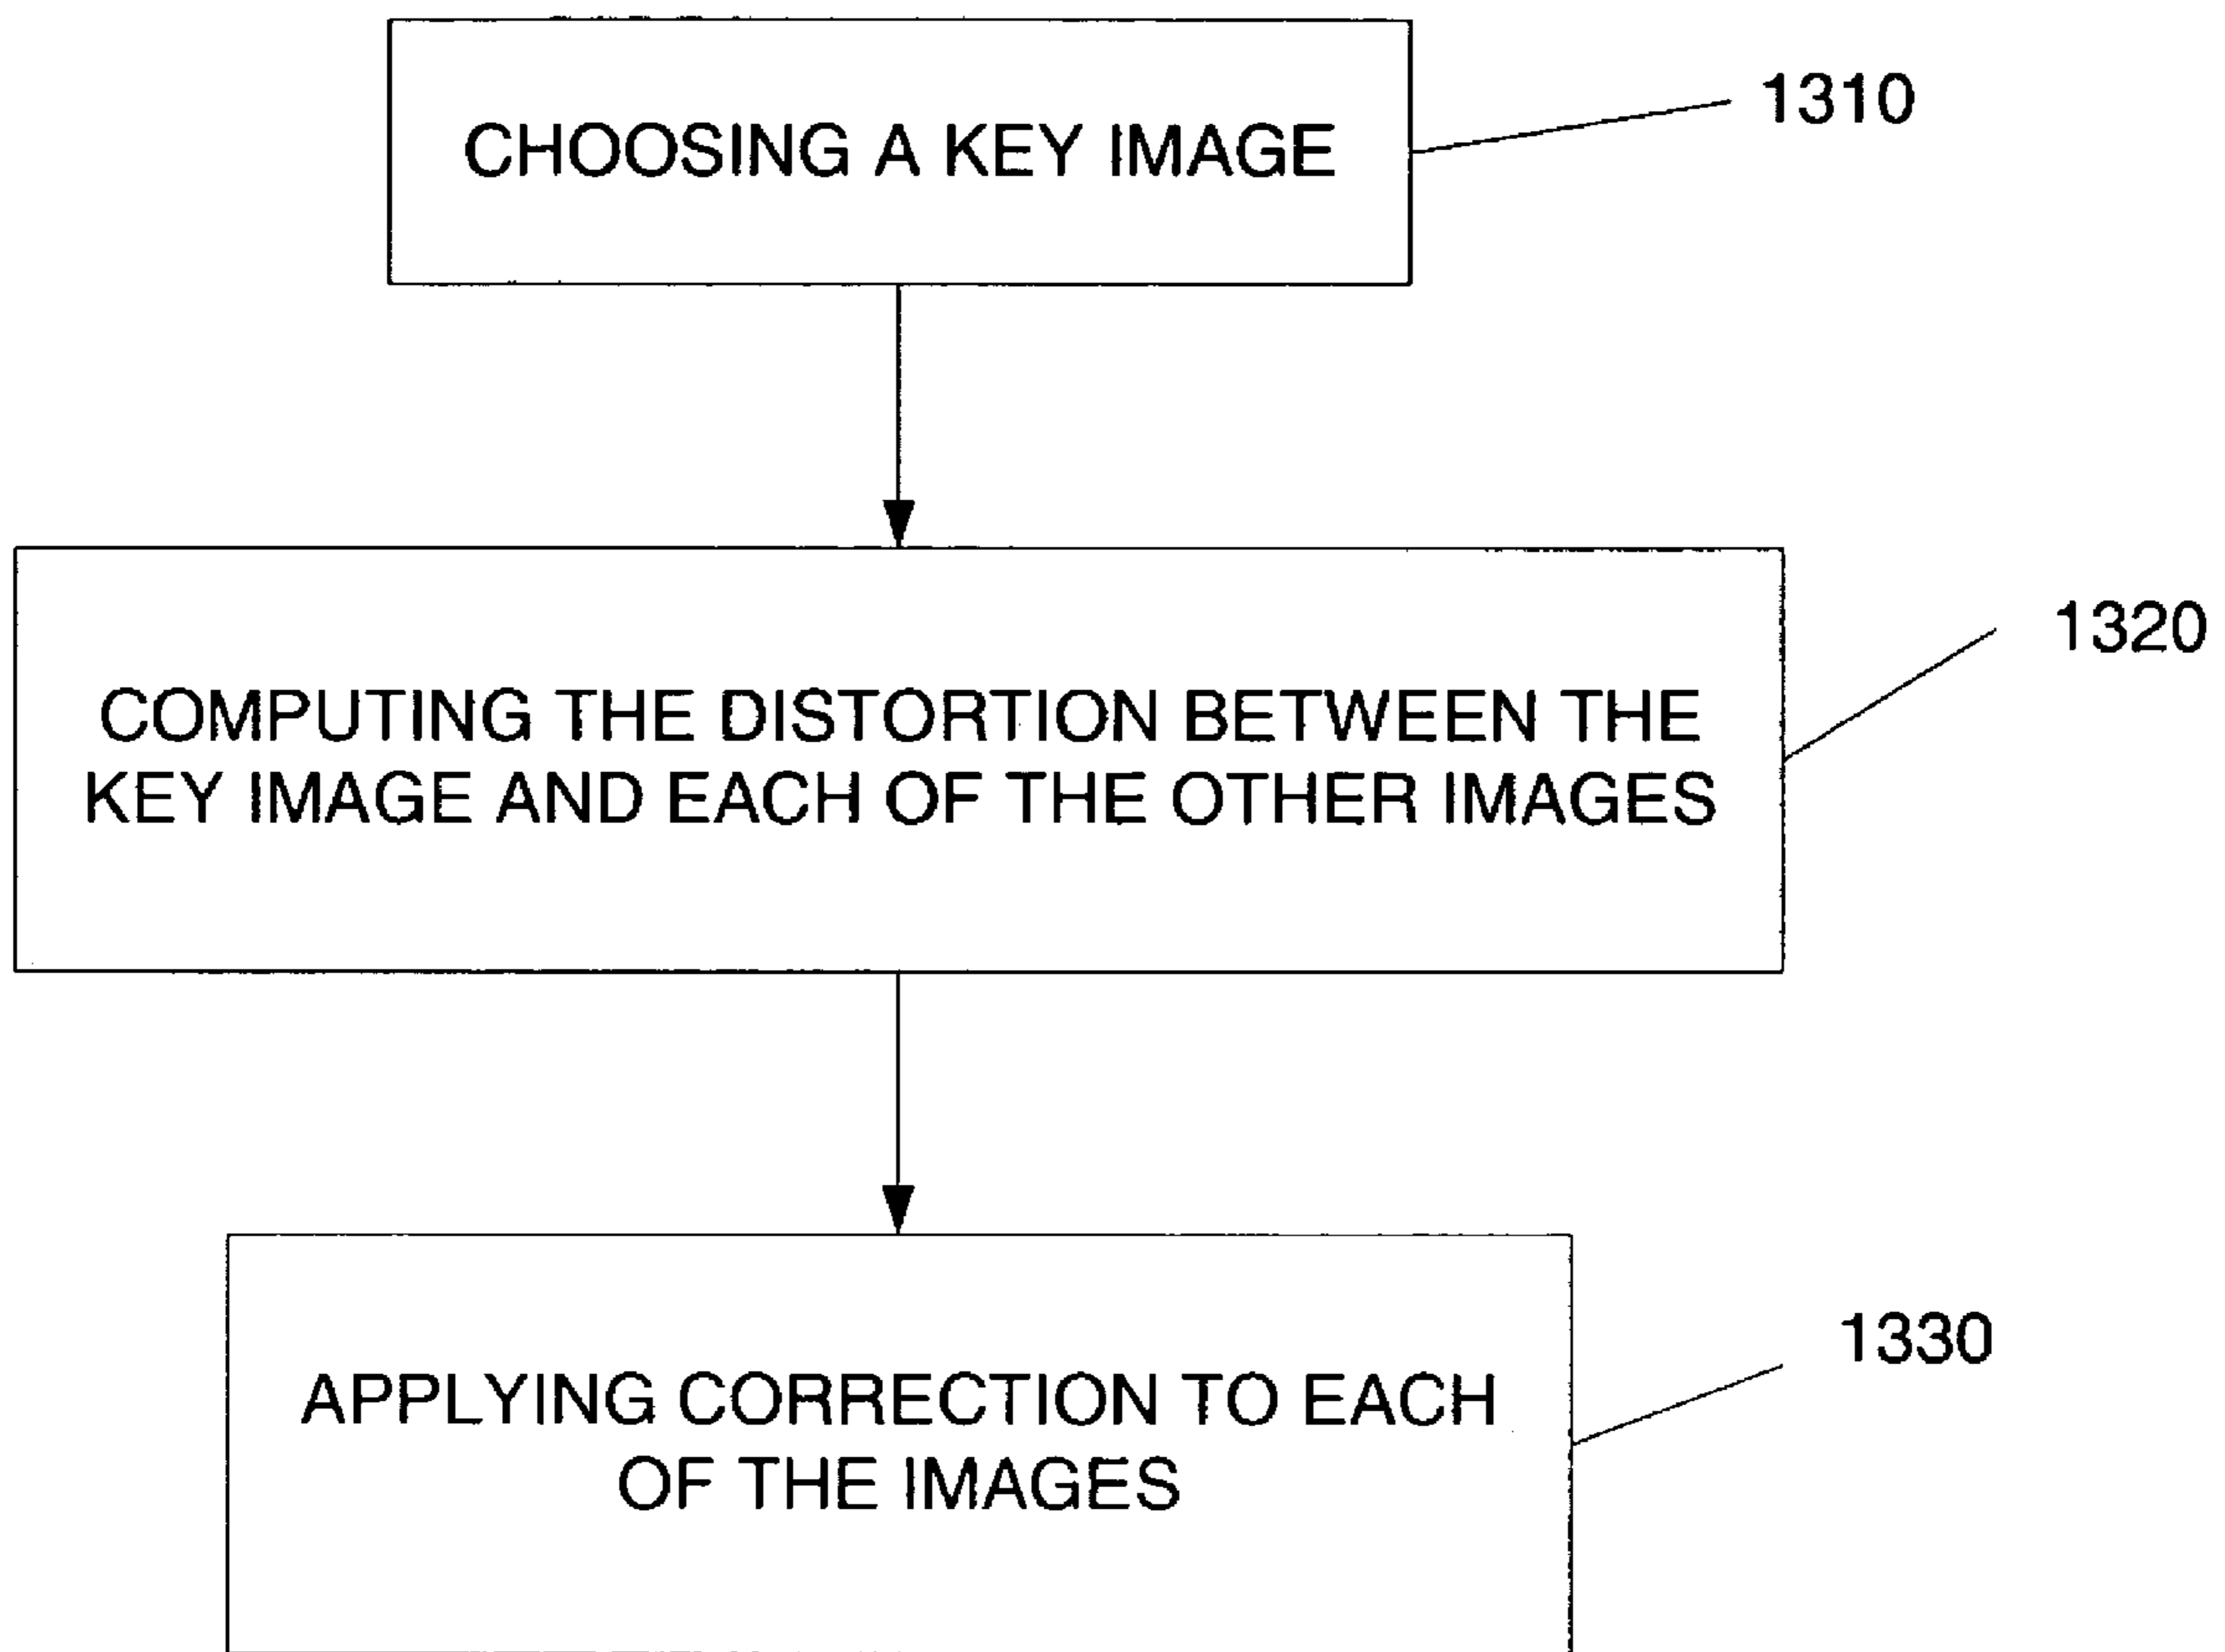 CHOOSING A KEY IMAGE
1310
COMPUTING THE DISTORTION BETWEEN THE
KEY IMAGE AND EACH OF THE OTHER IMAGES
1320
APPLYING CORRECTION TO EACH
OF THE IMAGES
1330